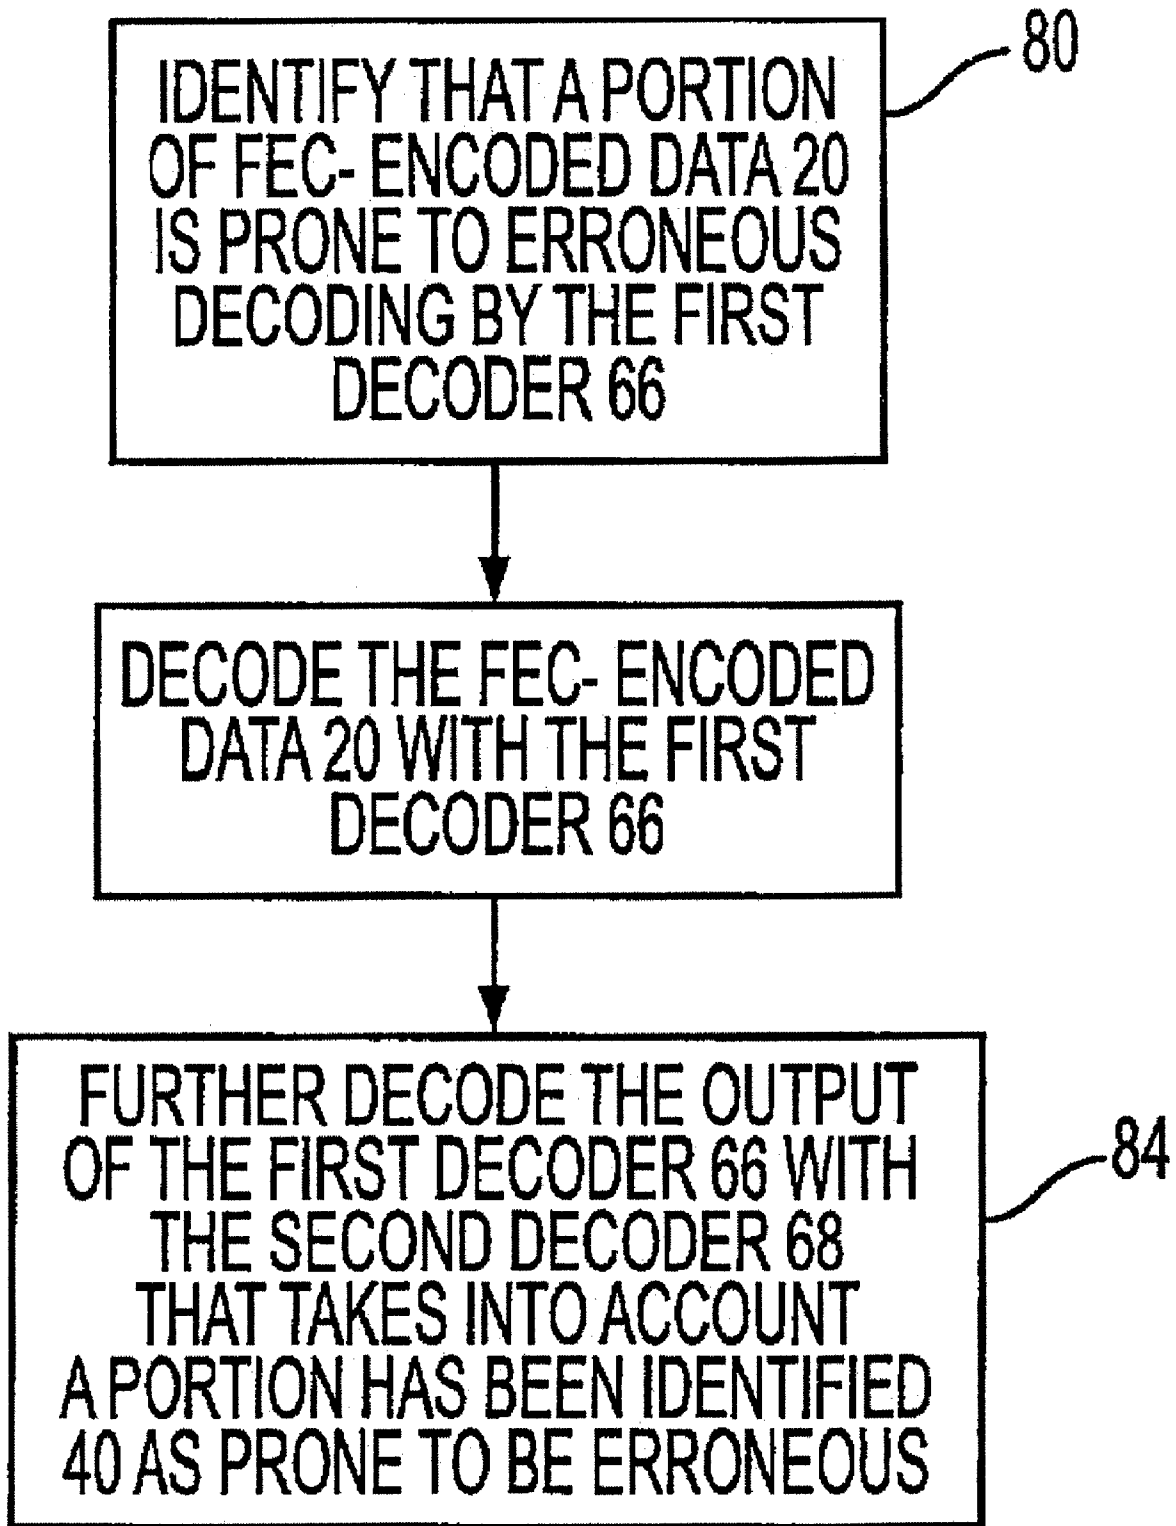 80
IDENTIFY THAT A PORTION
OF FEC- ENCODED DATA 20
IS PRONE TO ERRONEOUS
DECODING BY THE FIRST
DECODER 66
DECODE THE FEC- ENCODED
DATA 20 WITH THE FIRST
DECODER 66
FURTHER DECODE THE OUTPUT
OF THE FIRST DECODER 66 WITH
THE SECOND DECODER 68
THAT TAKES INTO ACCOUNT
A PORTION HAS BEEN IDENTIFIED
40 AS PRONE TO BE ERRONEOUS
84